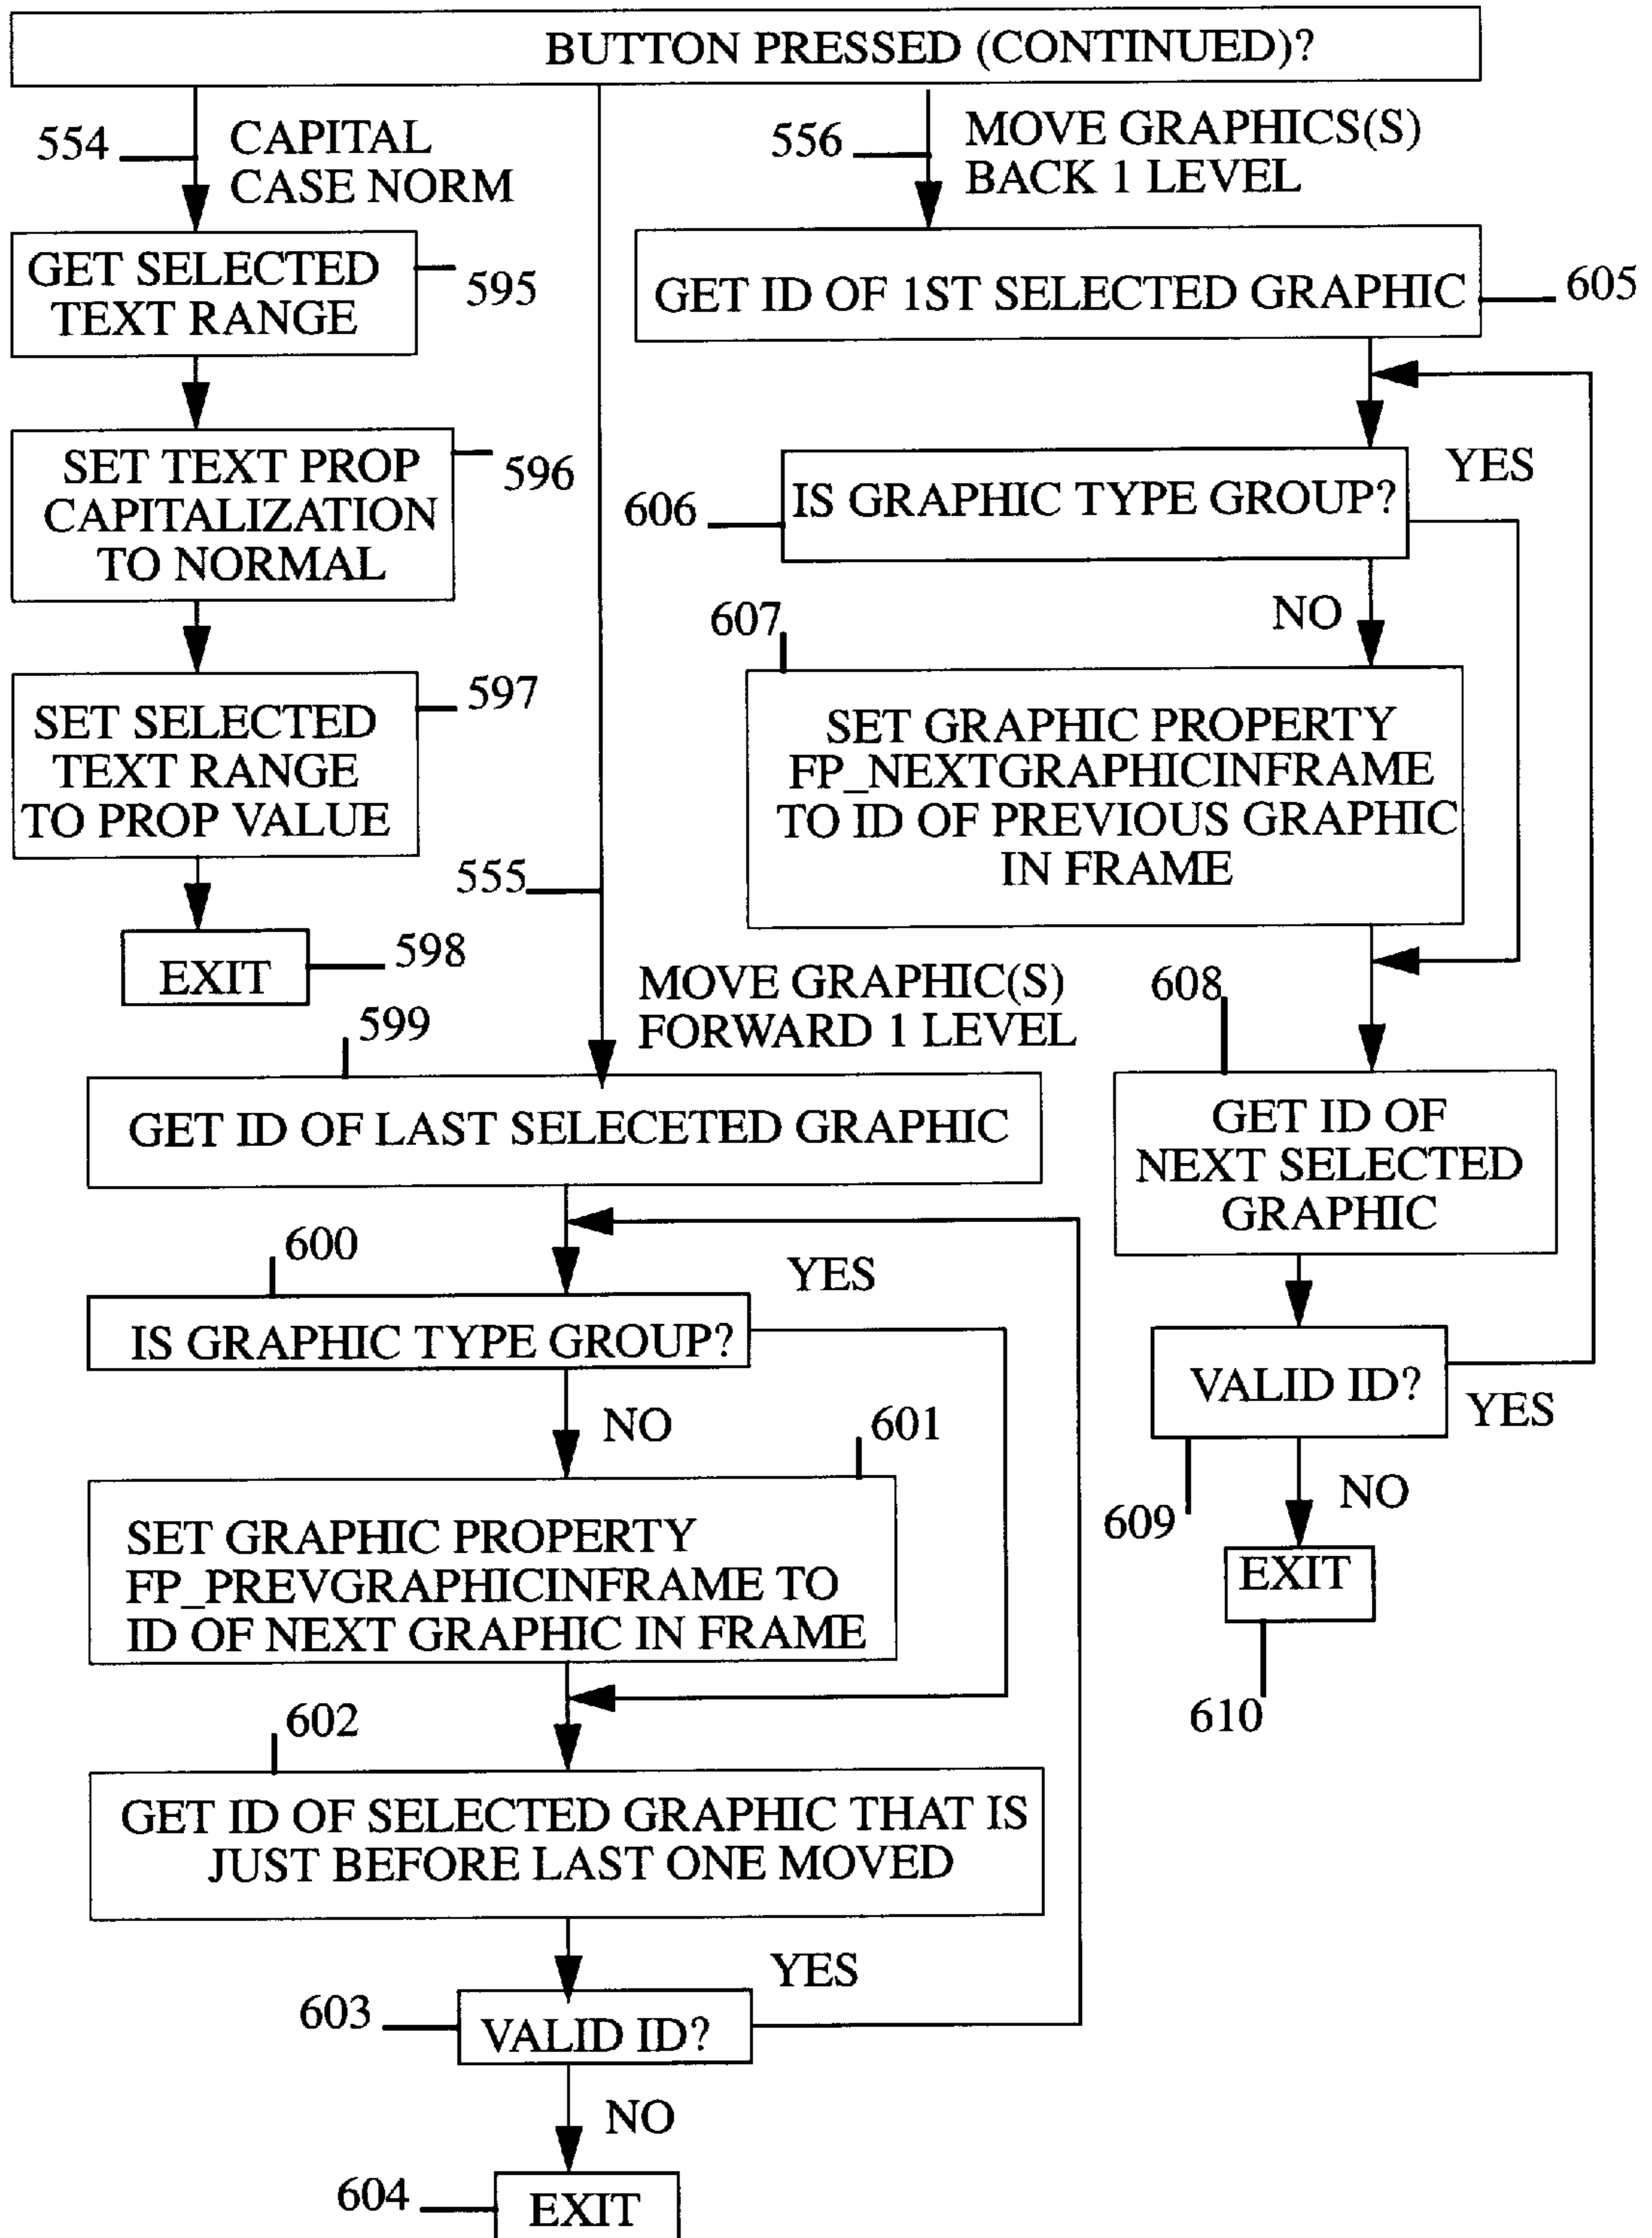 BUTTON PRESSED (CONTINUED)?
554
CAPITAL
CASE NORM
556
MOVE GRAPHICS(S)
BACK 1 LEVEL
GET SELECTED
TEXT RANGE
595
GET ID OF 1ST SELECTED GRAPHIC
605
SET TEXT PROP
CAPITALIZATION
TO NORMAL
596
606
IS GRAPHIC TYPE GROUP?
YES
NO
607
SET SELECTED
TEXT RANGE
TO PROP VALUE
597
SET GRAPHIC PROPERTY
FP_NEXTGRAPHICINFRAME
TO ID OF PREVIOUS GRAPHIC
IN FRAME
555
EXIT
598
599
MOVE GRAPHIC(S)
FORWARD 1 LEVEL
608
GET ID OF LAST SELECETED GRAPHIC
GET ID OF
NEXT SELECTED
GRAPHIC
600
YES
IS GRAPHIC TYPE GROUP?
VALID ID?
YES
NO
601
609
NO
EXIT
610
SET GRAPHIC PROPERTY
FP_PREVGRAPHICINFRAME TO
ID OF NEXT GRAPHIC IN FRAME
602
GET ID OF SELECTED GRAPHIC THAT IS
JUST BEFORE LAST ONE MOVED
YES
603
VALID ID?
NO
604
EXIT